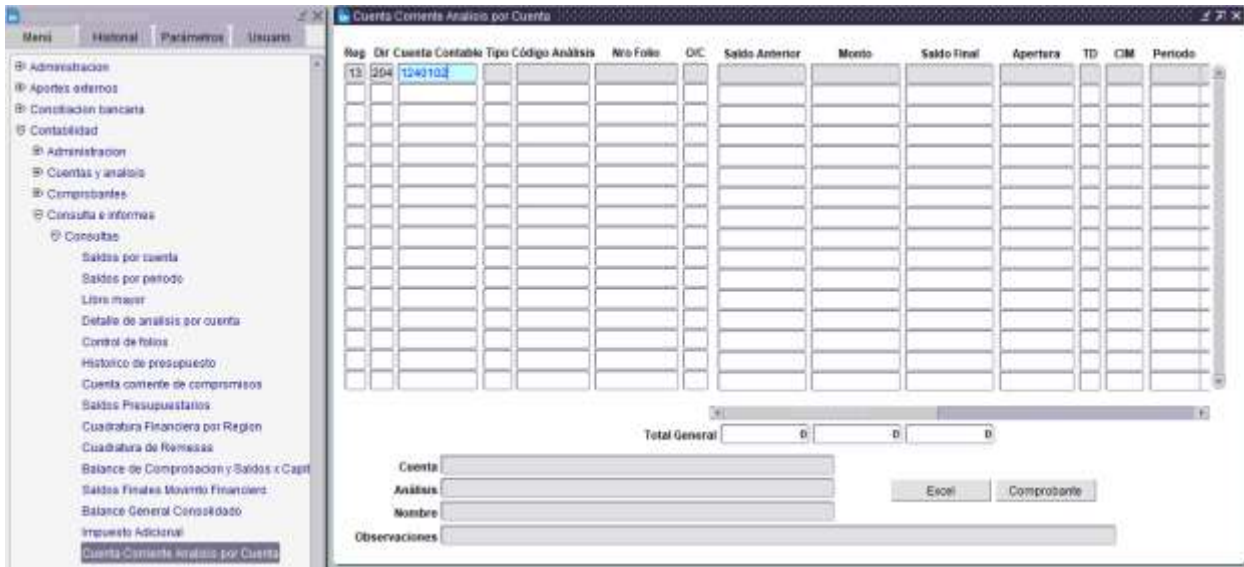 Menú Historial Parámetros Usuario
Administracion
Aportes externos
Conciliacion bancaria
Contabilidad
Administracion
Cuentas y analisis
Comprobantes
Consulta e informes
Consultas
Saldos por cuenta
Saldos por periodo
Libro mayor
Detalle de analisis por cuenta
Control de folios
Historico de presupuesto
Cuenta corriente de compromisos
Saldos Presupuestarios
Cuadratura Financiera por Region
Cuadratura de Remesas
Balance de Comprobacion y Saldos x Capit
Saldos Finales Movimto Financiero
Balance General Consolidado
Impuesto Adicional
Cuenta Corriente Analisis por Cuenta
Cuenta Corriente Analisis por Cuenta
Reg Dir Cuenta Contable Tipo Código Análisis Nro Folio D/C Saldo Anterior Monto Saldo Final Apertura TD CIM Periodo
13 204 1240102
Total General 0 0 0
Cuenta
Análisis
Nombre
Observaciones
Excel Comprobante